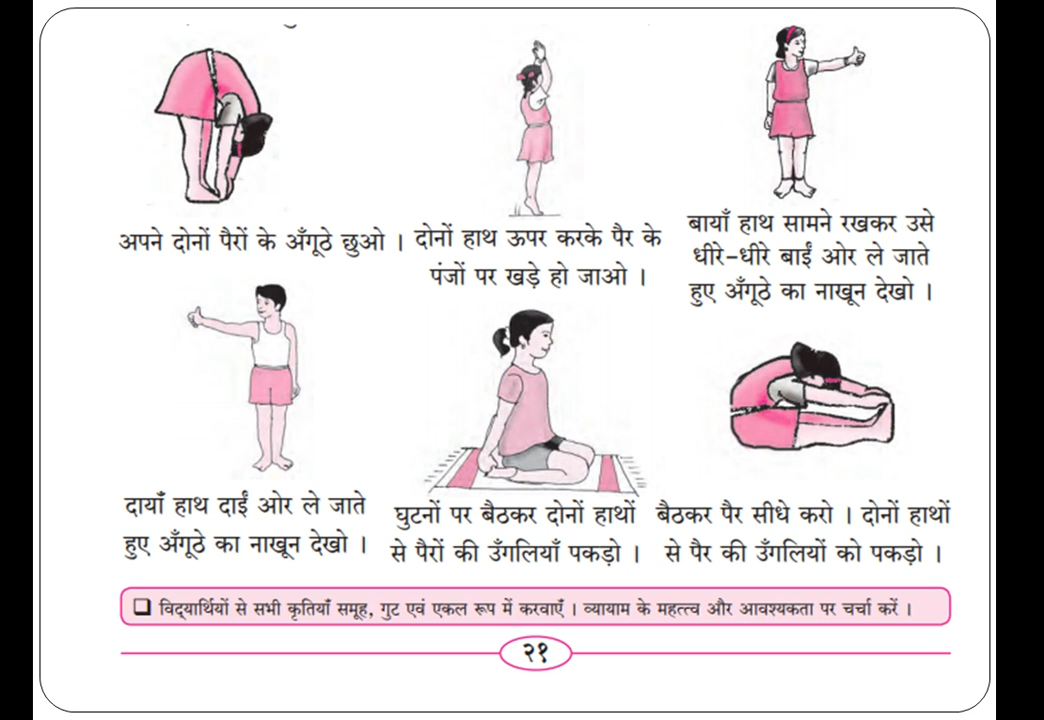 अपने दोनों पैरों के अँगूठे छुओ ।
दोनों हाथ ऊपर करके पैर के
पंजों पर खड़े हो जाओ ।
बायाँ हाथ सामने रखकर उसे
धीरे-धीरे बाईं ओर ले जाते
हुए अँगूठे का नाखून देखो ।
दायाँ हाथ दाईं ओर ले जाते
हुए अँगूठे का नाखून देखो ।
घुटनों पर बैठकर दोनों हाथों
से पैरों की उँगलियाँ पकड़ो ।
बैठकर पैर सीधे करो । दोनों हाथों
से पैर की उँगलियों को पकड़ो ।
❑ विद्यार्थियों से सभी कृतियाँ समूह, गुट एवं एकल रूप में करवाएँ । व्यायाम के महत्त्व और आवश्यकता पर चर्चा करें ।
२१